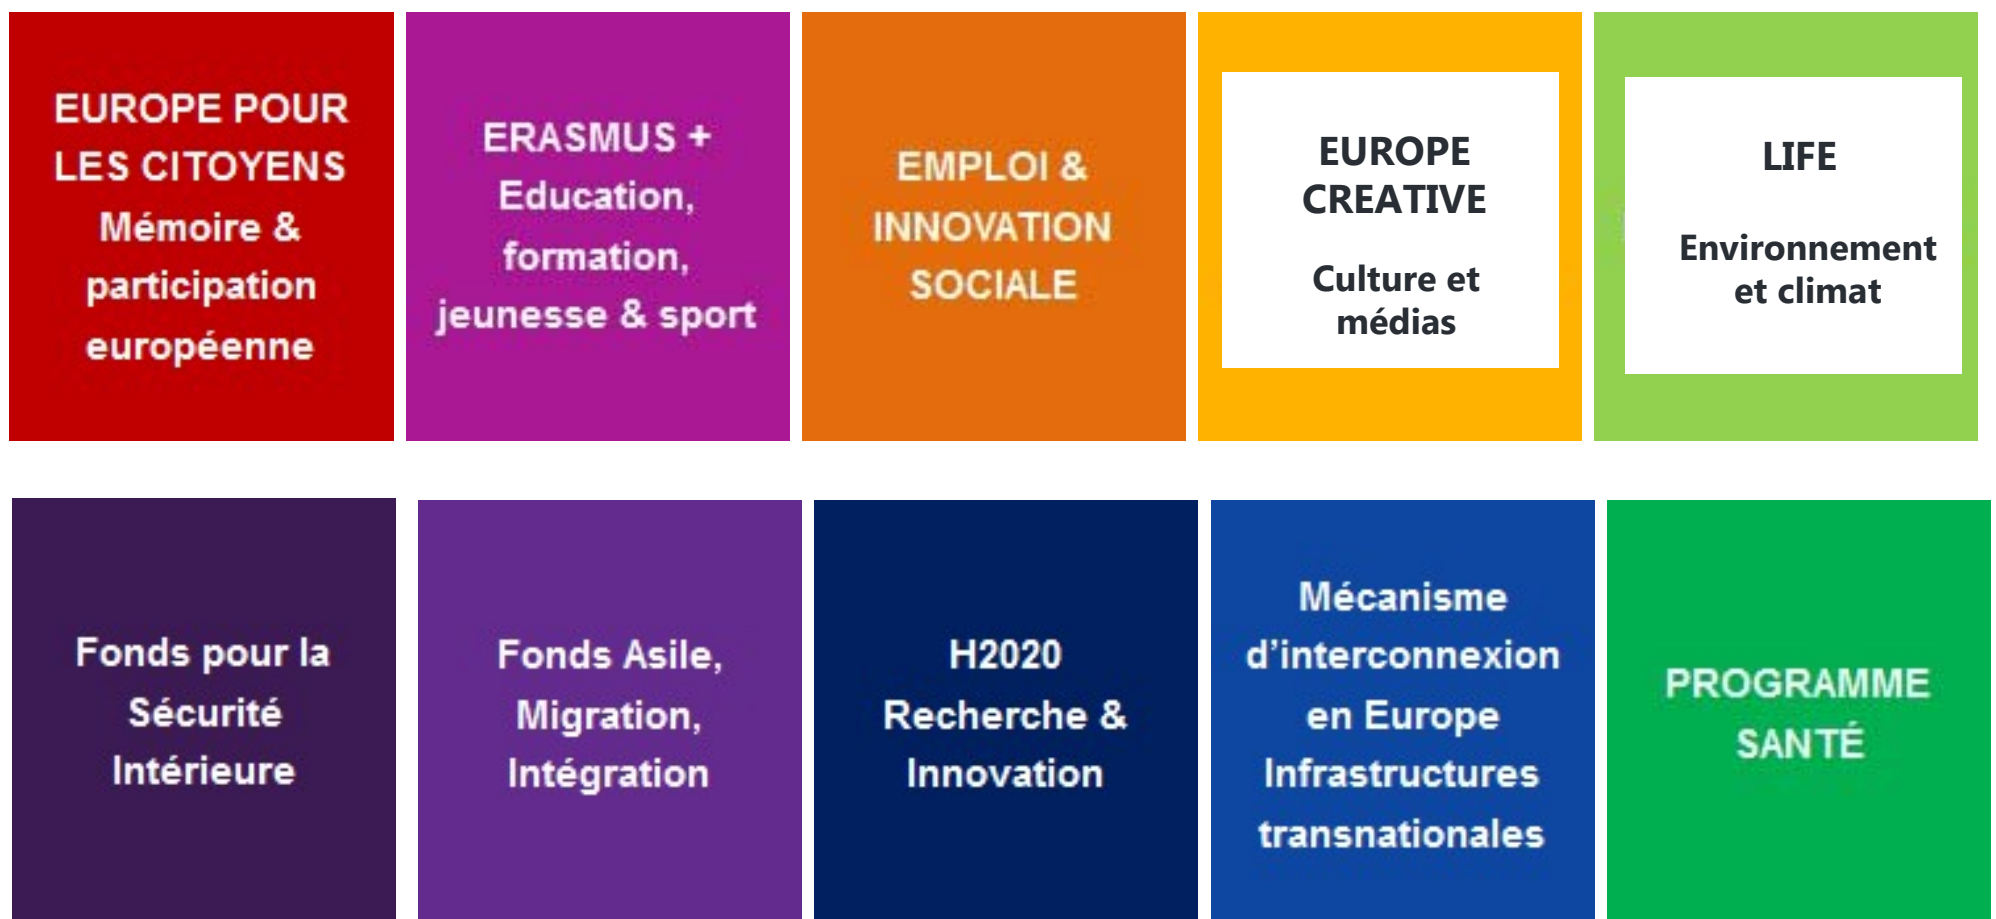 EUROPE POUR
LES CITOYENS
Mémoire &
participation
européenne
ERASMUS +
Education,
formation,
jeunesse & sport
EMPLOI &
INNOVATION
SOCIALE
EUROPE
CREATIVE
Culture et
médias
LIFE
Environnement
et climat
Fonds pour la
Sécurité
Intérieure
Fonds Asile,
Migration,
Intégration
H2020
Recherche &
Innovation
Mécanisme
d’interconnexion
en Europe
Infrastructures
transnationales
PROGRAMME
SANTÉ